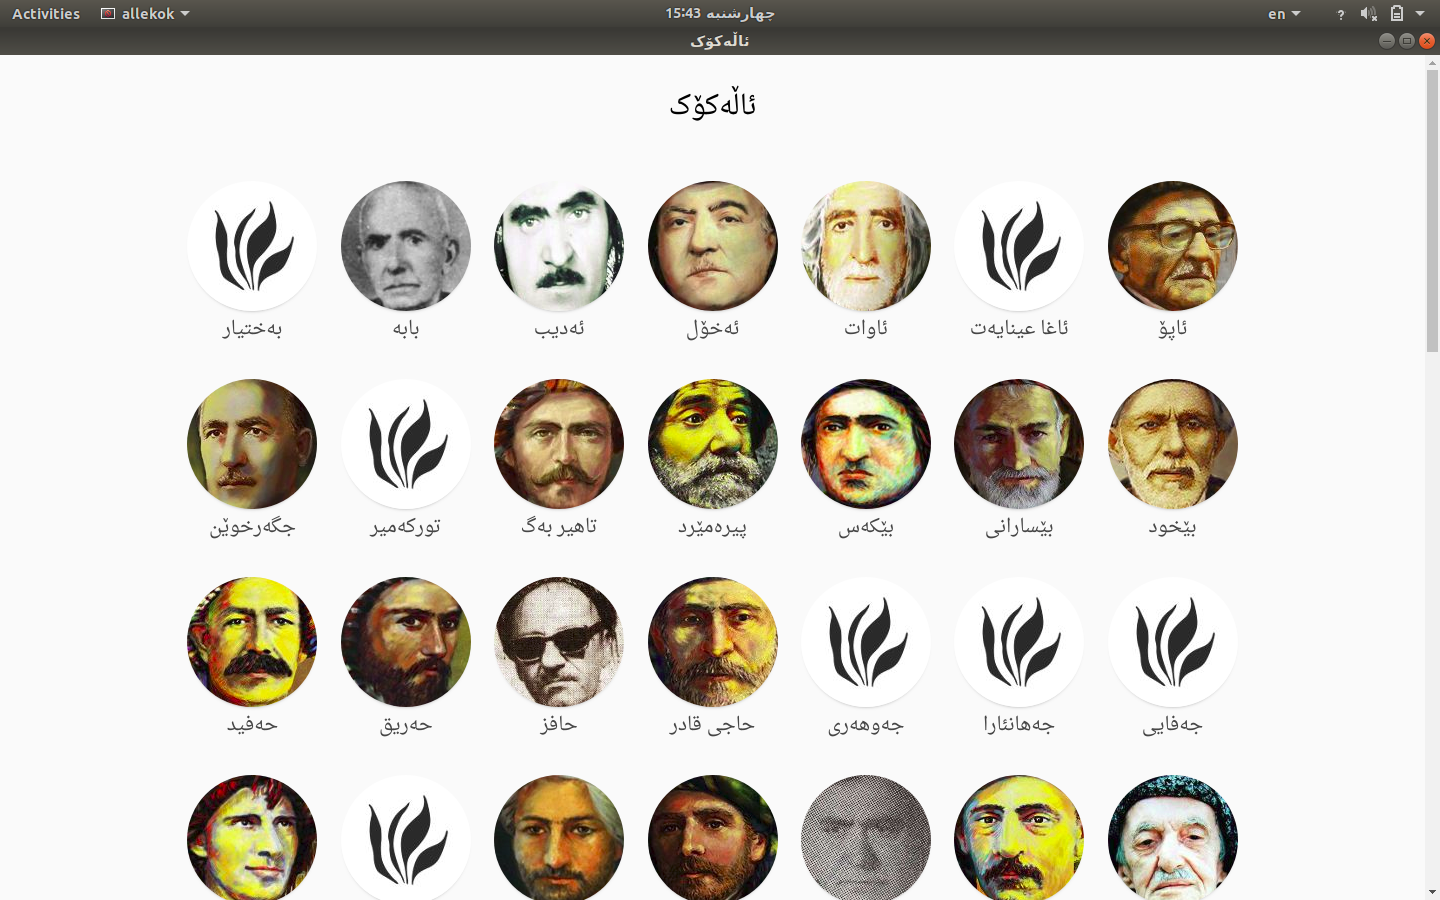 Activities allekok چهارشنبه 15:43 en ?
ئاڵەکۆک
ئاڵەکۆک
ئاپۆ ئاغا عینایەت ئاوات ئەخۆل ئەدیب بابە بەختیار
بێخود بێسارانی بێکەس پیرەمێرد تاهیر بەگ تورکەمیر جگەرخوێن
جەفایی جەهانئارا جەوهەری حاجی قادر حافز حەریق حەفید